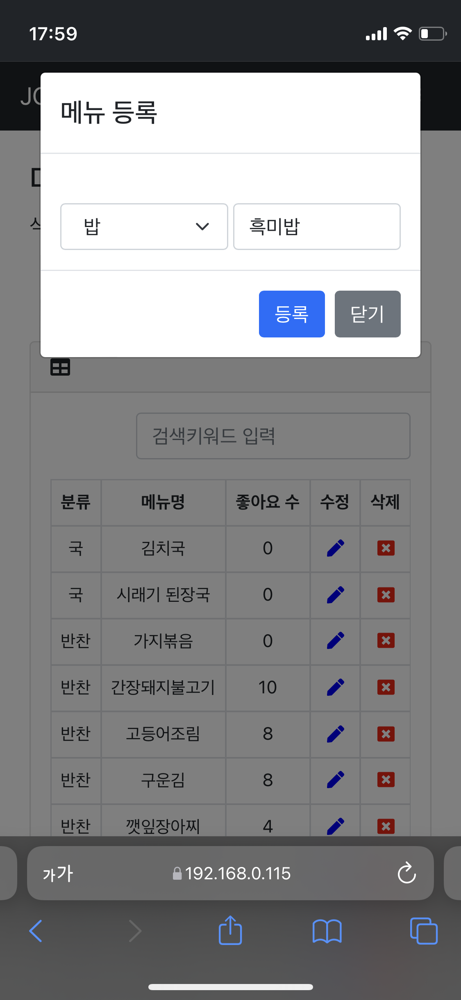 17:59
메뉴 등록
밥
흑미밥
등록 닫기
검색키워드 입력
분류 메뉴명 좋아요 수 수정 삭제
국 김치국 0
국 시래기 된장국 0
반찬 가지볶음 0
반찬 간장돼지불고기 10
반찬 고등어조림 8
반찬 구운김 8
반찬 깻잎장아찌 4
가가 192.168.0.115